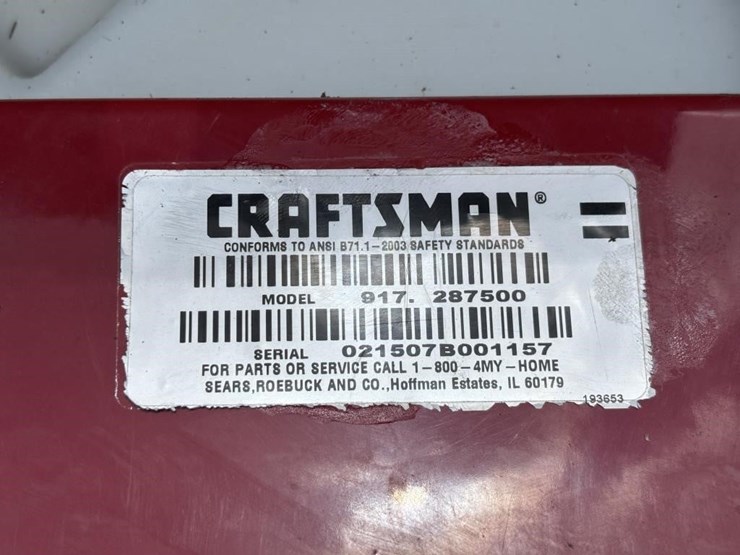 CRAFTSMAN®
CONFORMS TO ANSI B71.1-2003 SAFETY STANDARDS
MODEL 917. 287500
SERIAL 021507B001157
FOR PARTS OR SERVICE CALL 1-800-4MY-HOME
SEARS,ROEBUCK AND CO.,Hoffman Estates, IL 60179
193653